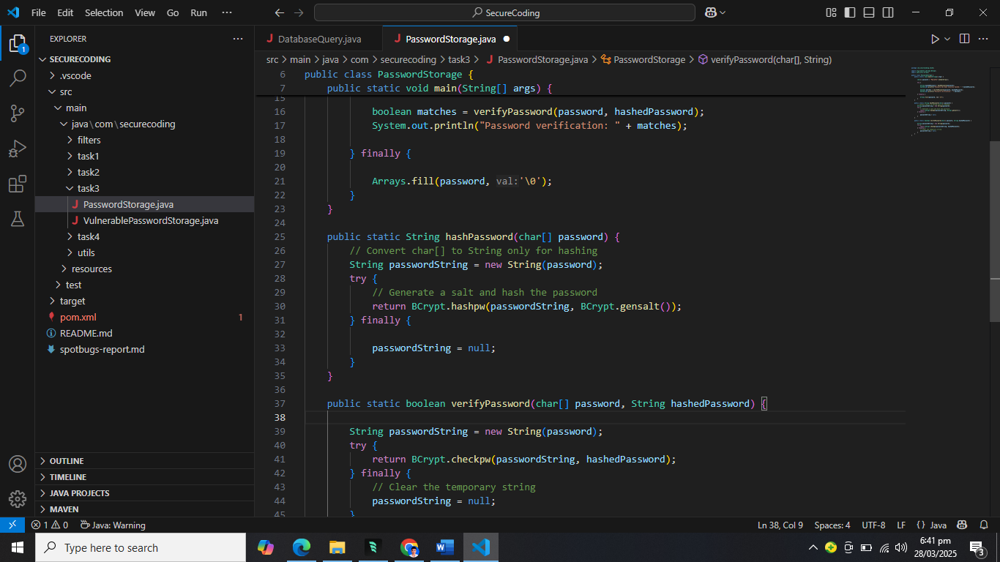 File Edit Selection View Go Run ···
SecureCoding
EXPLORER ···
SECURECODING
.vscode
src
main
java\com\securecoding
filters
task1
task2
task3
PasswordStorage.java
VulnerablePasswordStorage.java
task4
utils
resources
test
target
pom.xml 1
README.md
spotbugs-report.md
OUTLINE
TIMELINE
JAVA PROJECTS
MAVEN
1
DatabaseQuery.java PasswordStorage.java
src > main > java > com > securecoding > task3 > PasswordStorage.java > PasswordStorage > verifyPassword(char[], String)
6 public class PasswordStorage {
7 public static void main(String[] args) {
15
16 boolean matches = verifyPassword(password, hashedPassword);
17 System.out.println("Password verification: " + matches);
18
19 } finally {
20
21 Arrays.fill(password, val:'\0');
22 }
23 }
24
25 public static String hashPassword(char[] password) {
26 // Convert char[] to String only for hashing
27 String passwordString = new String(password);
28 try {
29 // Generate a salt and hash the password
30 return BCrypt.hashpw(passwordString, BCrypt.gensalt());
31 } finally {
32
33 passwordString = null;
34 }
35 }
36
37 public static boolean verifyPassword(char[] password, String hashedPassword) {
38
39 String passwordString = new String(password);
40 try {
41 return BCrypt.checkpw(passwordString, hashedPassword);
42 } finally {
43 // Clear the temporary string
44 passwordString = null;
45 }
1 0 Java: Warning
Ln 38, Col 9 Spaces: 4 UTF-8 LF {} Java
Type here to search
6:41 pm
28/03/2025
3